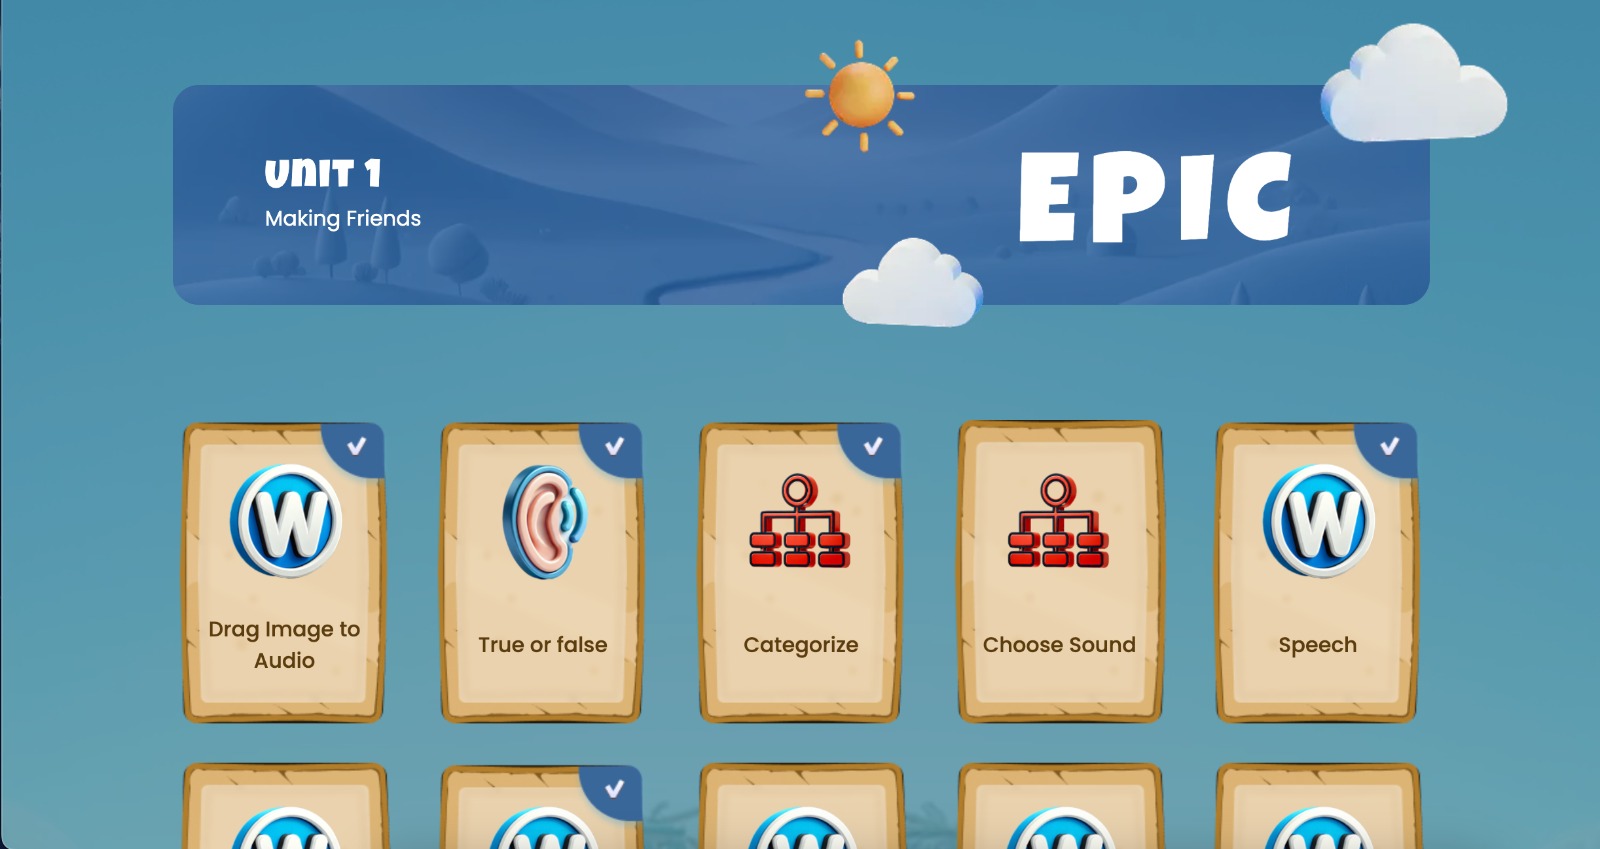 UNIT 1
Making Friends
EPIC
W
W
Drag Image to
Audio
True or false
Categorize
Choose Sound
Speech
W
W
W
W
W